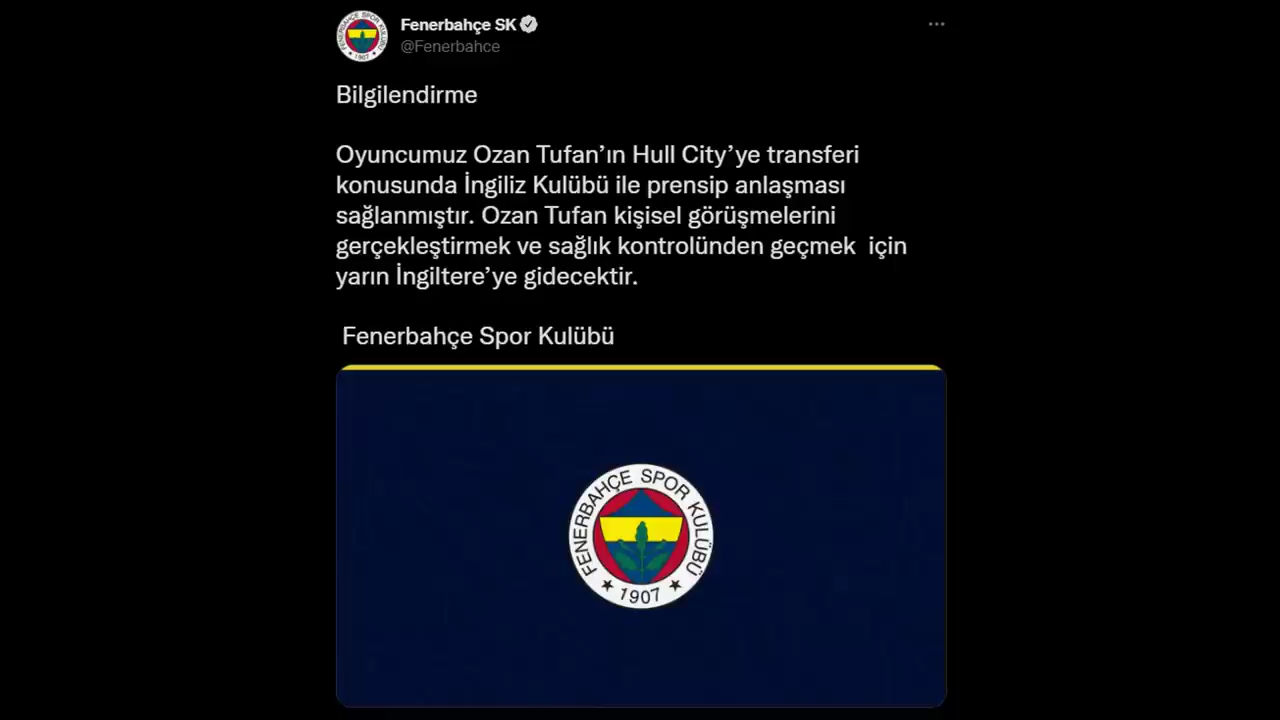 Fenerbahçe SK
@Fenerbahce
Bilgilendirme
Oyuncumuz Ozan Tufan’ın Hull City’ye transferi
konusunda İngiliz Kulübü ile prensip anlaşması
sağlanmıştır. Ozan Tufan kişisel görüşmelerini
gerçekleştirmek ve sağlık kontrolünden geçmek  için
yarın İngiltere’ye gidecektir.
Fenerbahçe Spor Kulübü
FENERBAHÇE SPOR KULÜBÜ
1907